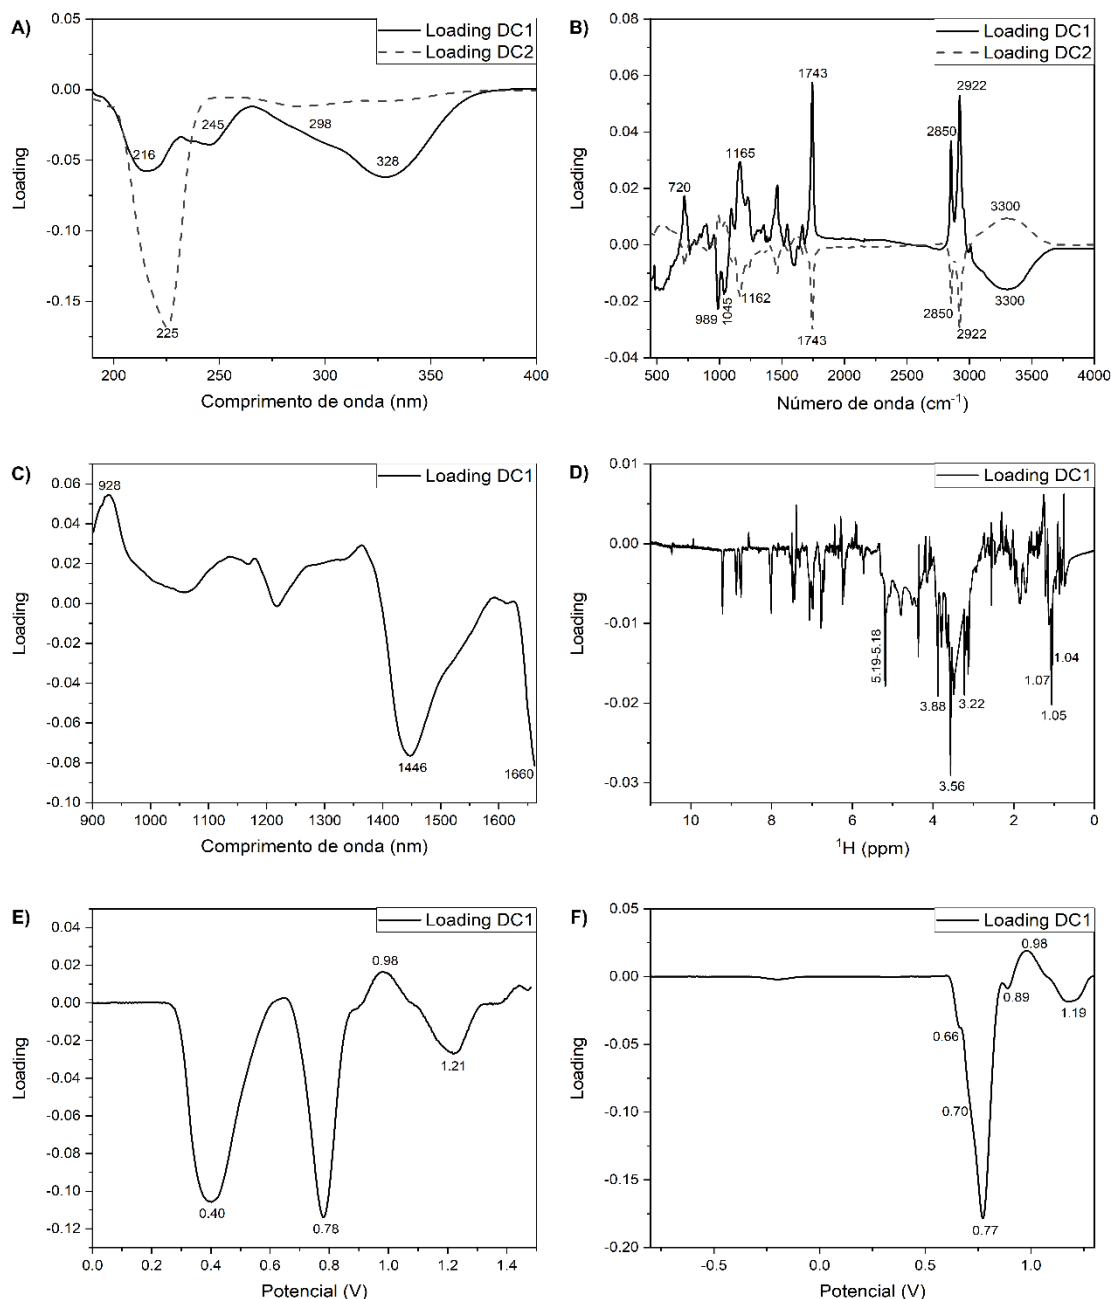 A)
Loading DC1
Loading DC2
0.05
0.00
-0.05
-0.10
-0.15
Loading
216
245
298
328
225
200 250 300 350 400
Comprimento de onda (nm)
B)
Loading DC1
Loading DC2
0.08
0.06
0.04
0.02
0.00
-0.02
-0.04
Loading
1743
2922
2850
1165
720
3300
989
1045
1162
1743
2850
2922
3300
500 1000 1500 2000 2500 3000 3500 4000
Número de onda (cm⁻¹)
C)
Loading DC1
0.06
0.04
0.02
0.00
-0.02
-0.04
-0.06
-0.08
-0.10
Loading
928
1446
1660
900 1000 1100 1200 1300 1400 1500 1600
Comprimento de onda (nm)
D)
Loading DC1
0.01
0.00
-0.01
-0.02
-0.03
Loading
5.19-5.18
3.88
3.56
3.22
1.07
1.05
1.04
10 8 6 4 2 0
¹H (ppm)
E)
Loading DC1
0.04
0.02
0.00
-0.02
-0.04
-0.06
-0.08
-0.10
-0.12
Loading
0.98
1.21
0.40
0.78
0.0 0.2 0.4 0.6 0.8 1.0 1.2 1.4
Potencial (V)
F)
Loading DC1
0.05
0.00
-0.05
-0.10
-0.15
-0.20
Loading
0.98
0.89
1.19
0.66
0.70
0.77
-0.5 0.0 0.5 1.0
Potencial (V)